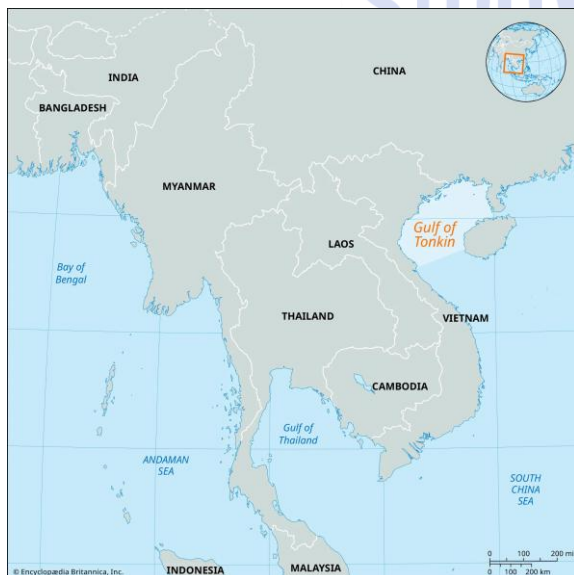 CHINA
INDIA
BANGLADESH
MYANMAR
Gulf of
Tonkin
LAOS
Bay of
Bengal
THAILAND
VIETNAM
CAMBODIA
Gulf of
Thailand
ANDAMAN
SEA
SOUTH
CHINA
SEA
0 100 200 mi
0 100 200 km
© Encyclopædia Britannica, Inc.
INDONESIA
MALAYSIA